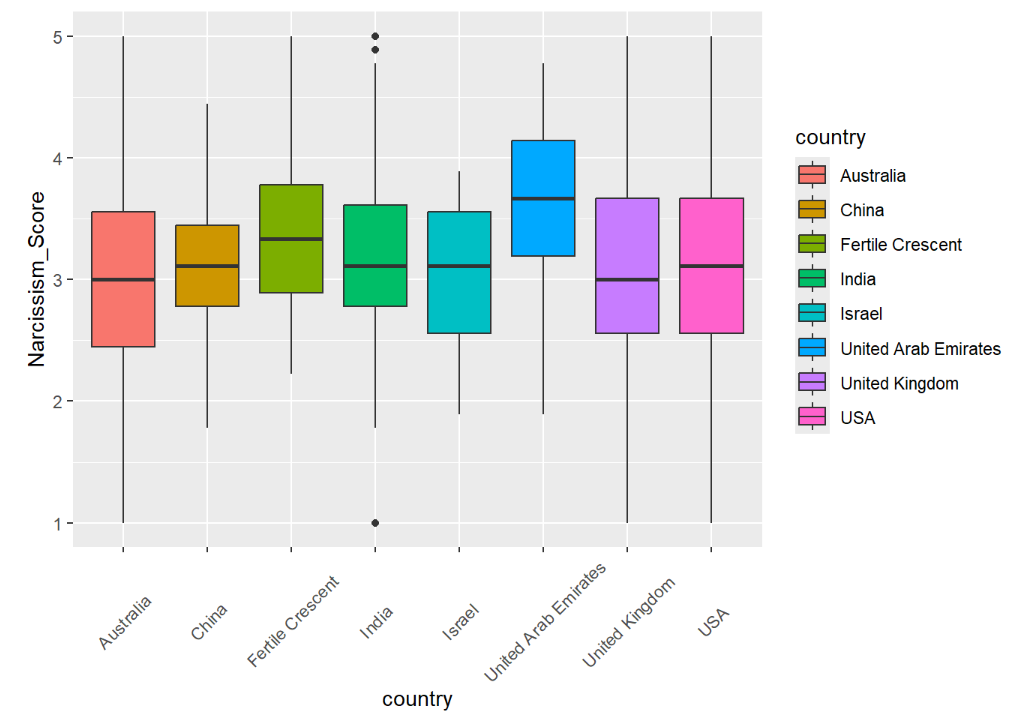 Narcissism_Score
5
4
3
2
1
Australia
China
Fertile Crescent
India
Israel
United Arab Emirates
United Kingdom
USA
country
country
Australia
China
Fertile Crescent
India
Israel
United Arab Emirates
United Kingdom
USA